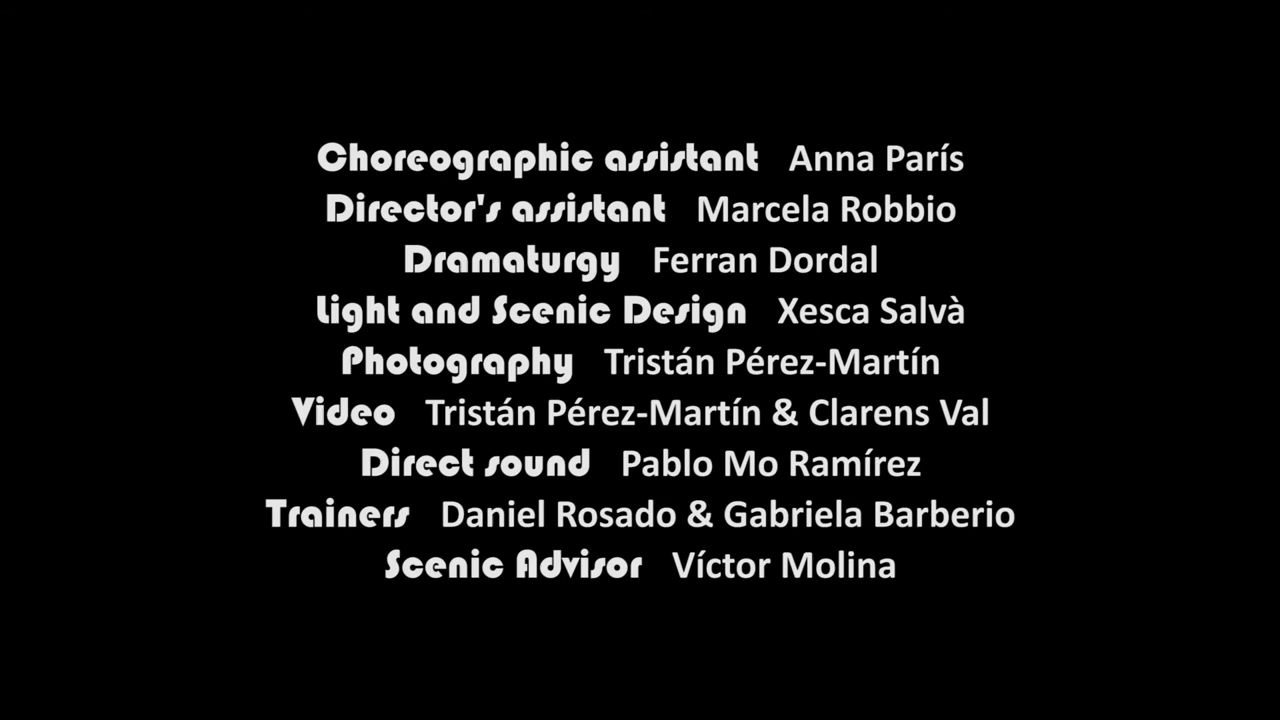 Choreographic assistant Anna París
Director's assistant Marcela Robbio
Dramaturgy Ferran Dordal
Light and Scenic Design Xesca Salvà
Photography Tristán Pérez-Martín
Video Tristán Pérez-Martín & Clarens Val
Direct sound Pablo Mo Ramírez
Trainers Daniel Rosado & Gabriela Barberio
Scenic Advisor Víctor Molina